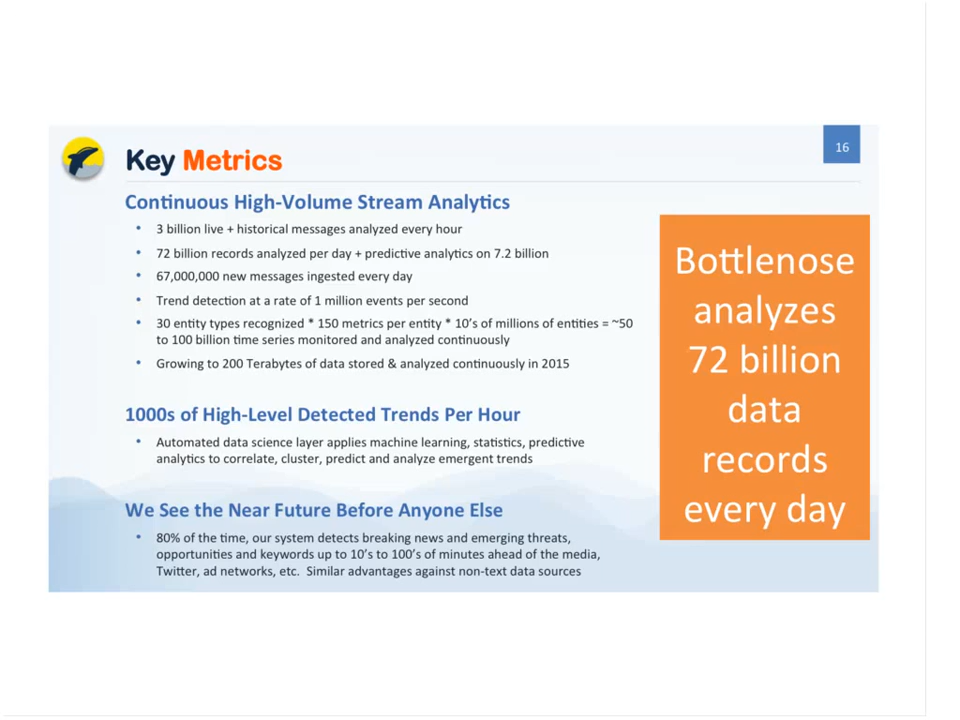 16
Key Metrics
Continuous High-Volume Stream Analytics
• 3 billion live + historical messages analyzed every hour
• 72 billion records analyzed per day + predictive analytics on 7.2 billion
• 67,000,000 new messages ingested every day
• Trend detection at a rate of 1 million events per second
• 30 entity types recognized * 150 metrics per entity * 10's of millions of entities = ~50
to 100 billion time series monitored and analyzed continuously
• Growing to 200 Terabytes of data stored & analyzed continuously in 2015
1000s of High-Level Detected Trends Per Hour
• Automated data science layer applies machine learning, statistics, predictive
analytics to correlate, cluster, predict and analyze emergent trends
We See the Near Future Before Anyone Else
• 80% of the time, our system detects breaking news and emerging threats,
opportunities and keywords up to 10's to 100's of minutes ahead of the media,
Twitter, ad networks, etc. Similar advantages against non-text data sources
Bottlenose
analyzes
72 billion
data
records
every day